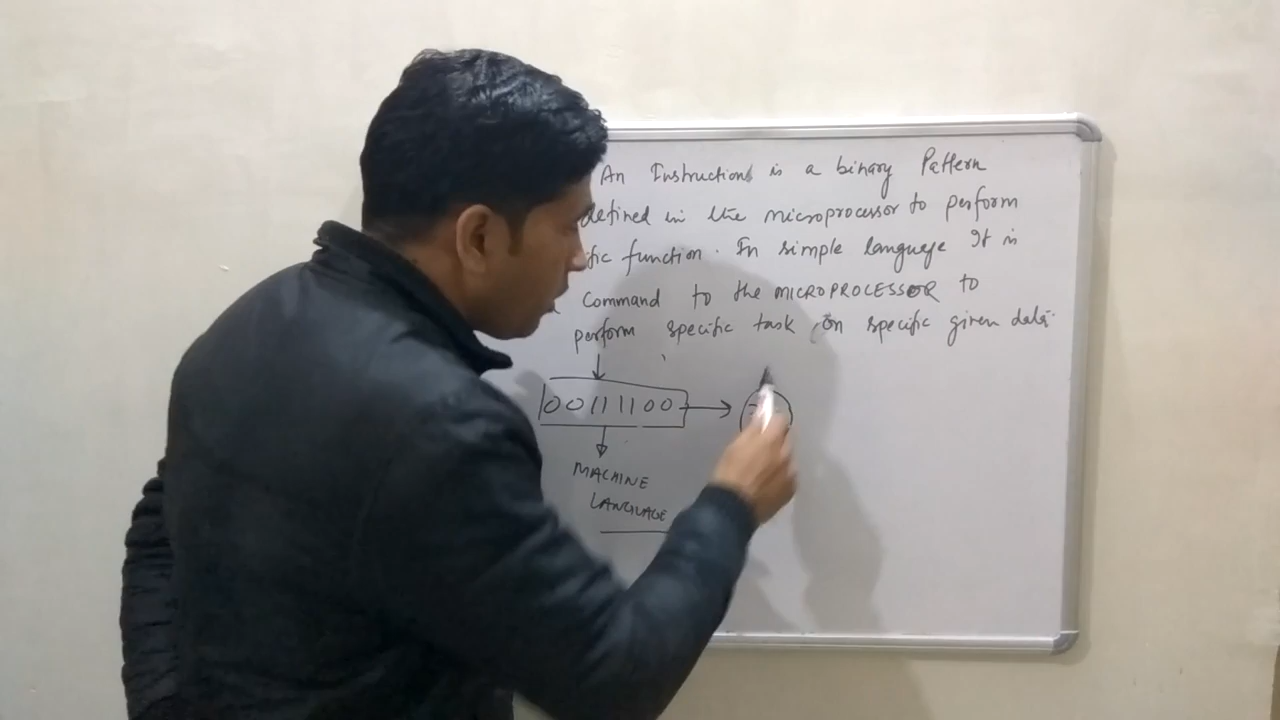 An Instruction is a binary Pattern
defined in the microprocessor to perform
function. In simple language It is
Command to the MICROPROCESSOR to
perform specific task on specific given data
00111100
MACHINE
LANGUAGE